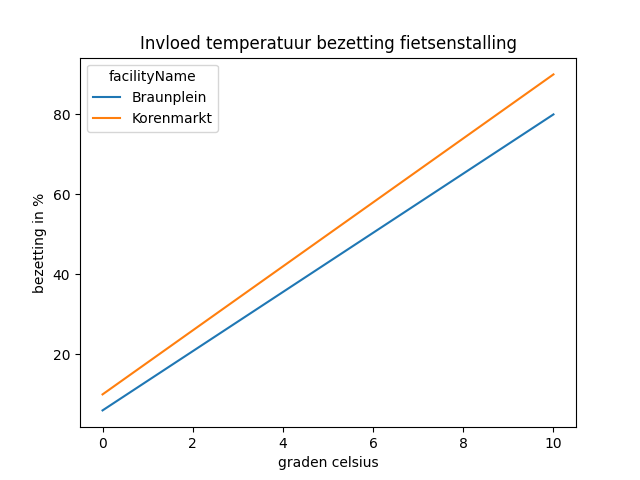 Invloed temperatuur bezetting fietsenstalling
facilityName
Braunplein
Korenmarkt
bezetting in %
80
60
40
20
0 2 4 6 8 10
graden celsius